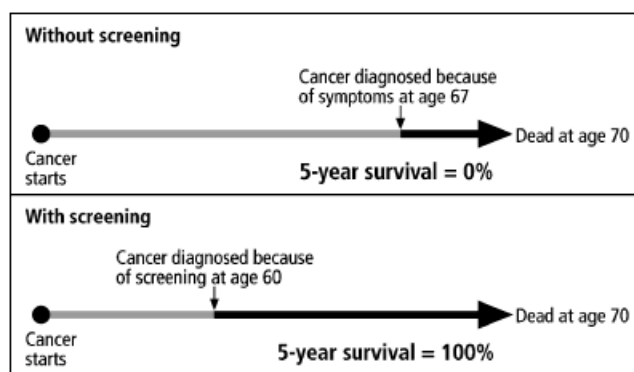 Without screening
Cancer diagnosed because
of symptoms at age 67
Dead at age 70
Cancer
starts
5-year survival = 0%
With screening
Cancer diagnosed because
of screening at age 60
Dead at age 70
Cancer
starts
5-year survival = 100%